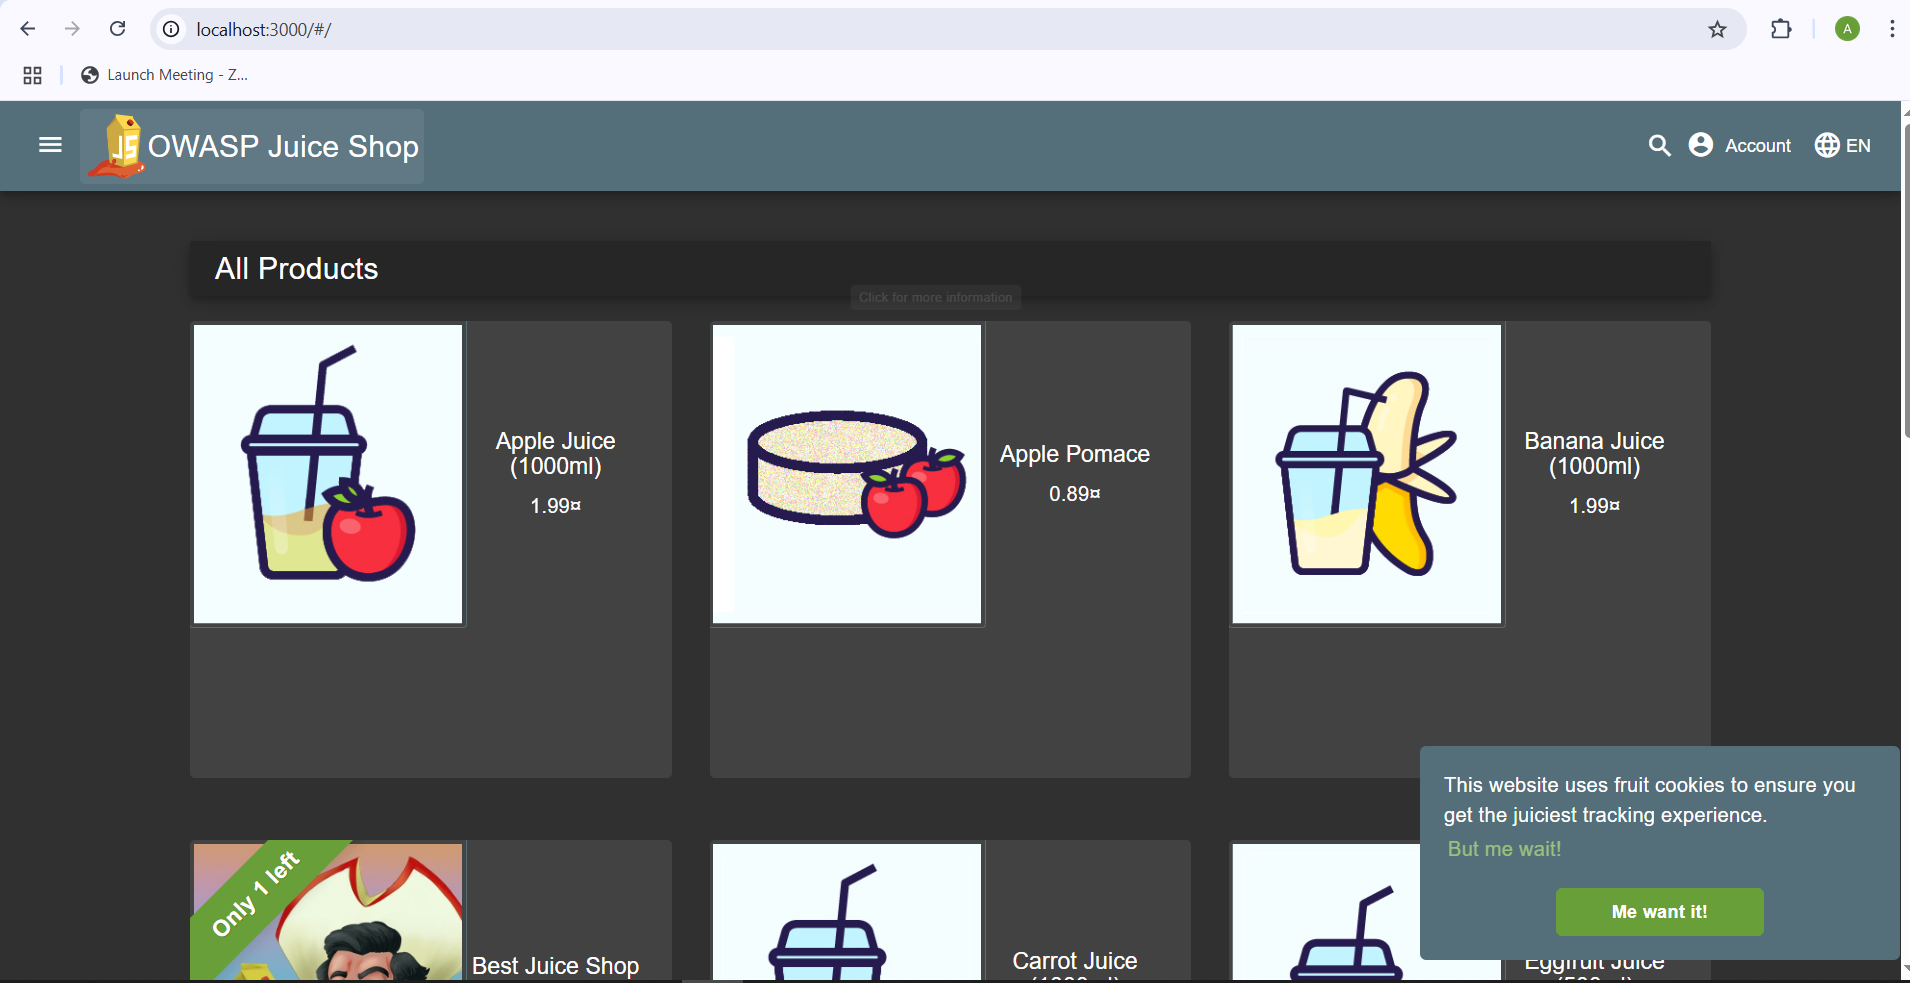 localhost:3000/#/
A
Launch Meeting - Z...
JS
OWASP Juice Shop
Account
EN
All Products
Click for more information
Apple Juice
(1000ml)
1.99¤
Apple Pomace
0.89¤
Banana Juice
(1000ml)
1.99¤
This website uses fruit cookies to ensure you
get the juiciest tracking experience.
But me wait!
Me want it!
Only 1 left
Best Juice Shop
Carrot Juice
Eggfruit Juice